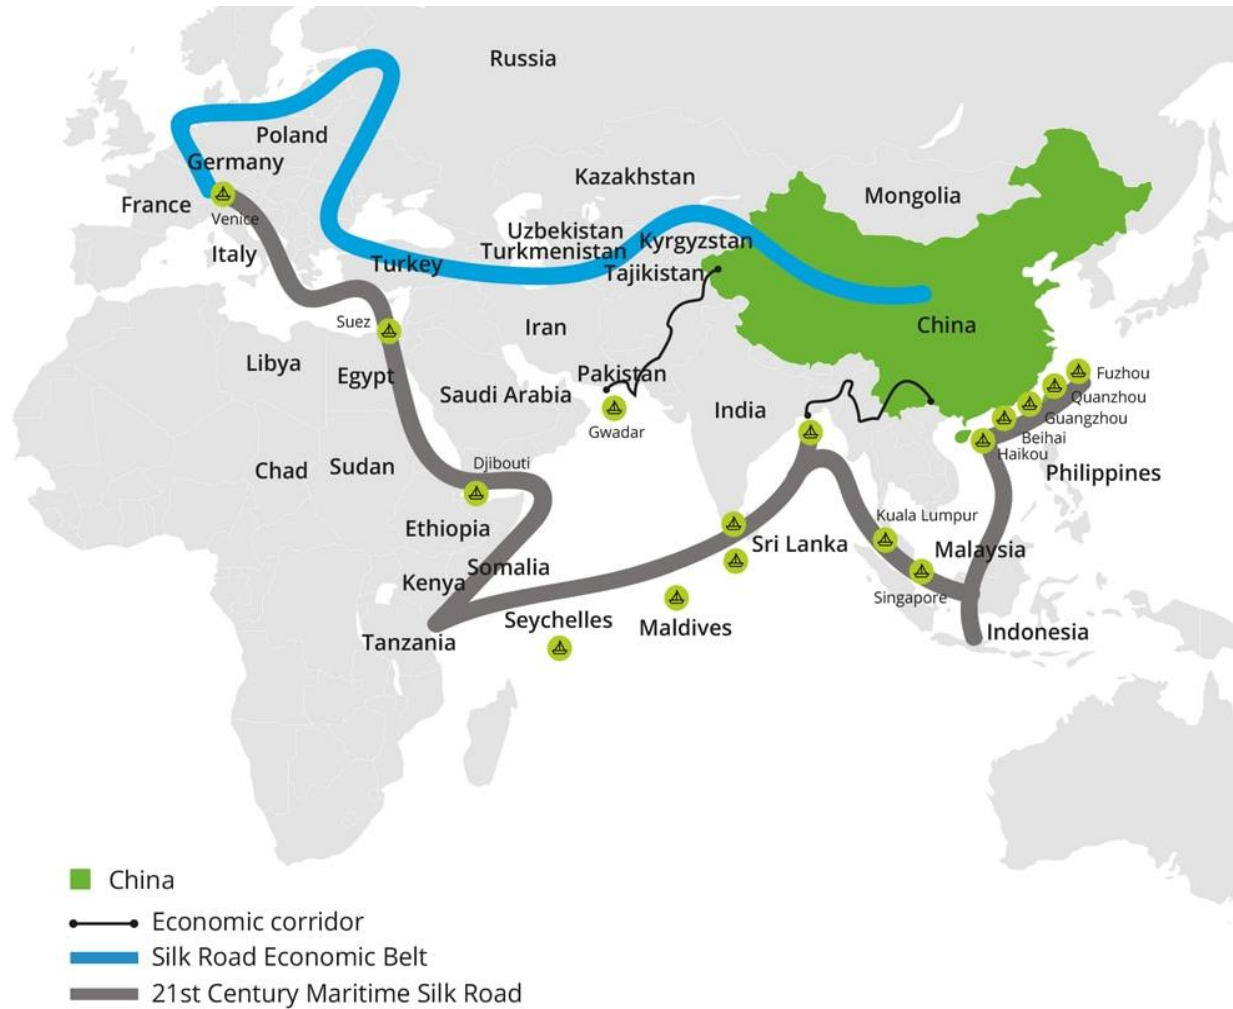 Russia
Poland
Germany
Kazakhstan
Mongolia
France
Venice
Uzbekistan
Kyrgyzstan
Italy
Turkmenistan
Turkey
Tajikistan
Suez
Iran
China
Libya
Egypt
Pakistan
Fuzhou
Saudi Arabia
Quanzhou
India
Guangzhou
Gwadar
Beihai
Haikou
Chad
Sudan
Djibouti
Philippines
Kuala Lumpur
Ethiopia
Sri Lanka
Malaysia
Somalia
Kenya
Singapore
Seychelles
Maldives
Indonesia
Tanzania
China
Economic corridor
Silk Road Economic Belt
21st Century Maritime Silk Road